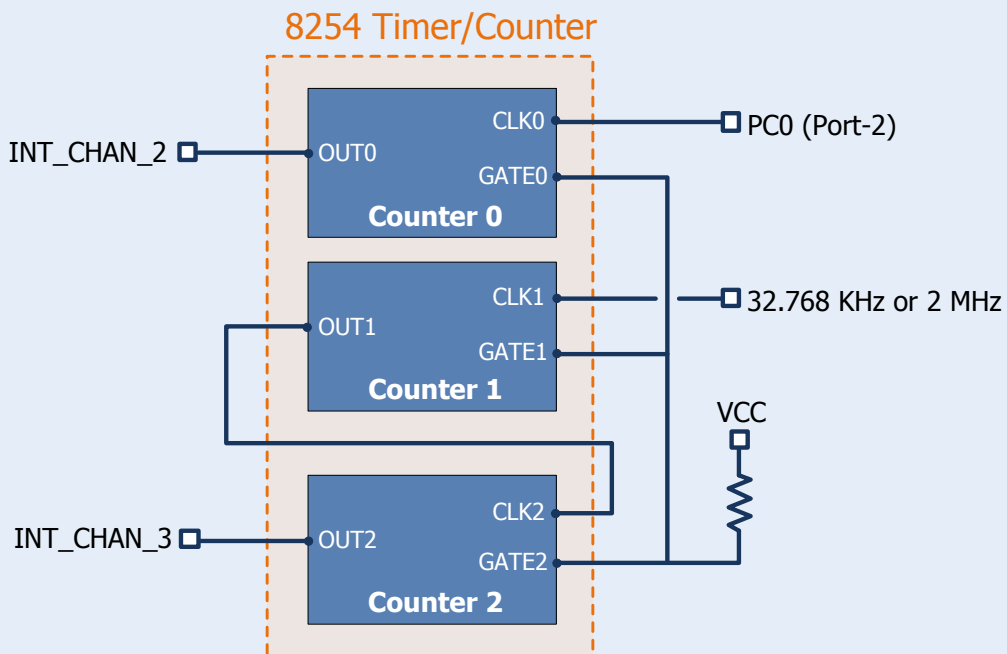 8254 Timer/Counter
CLK0
PC0 (Port-2)
INT_CHAN_2
OUT0
GATE0
Counter 0
CLK1
32.768 KHz or 2 MHz
OUT1
GATE1
Counter 1
VCC
CLK2
INT_CHAN_3
OUT2
GATE2
Counter 2